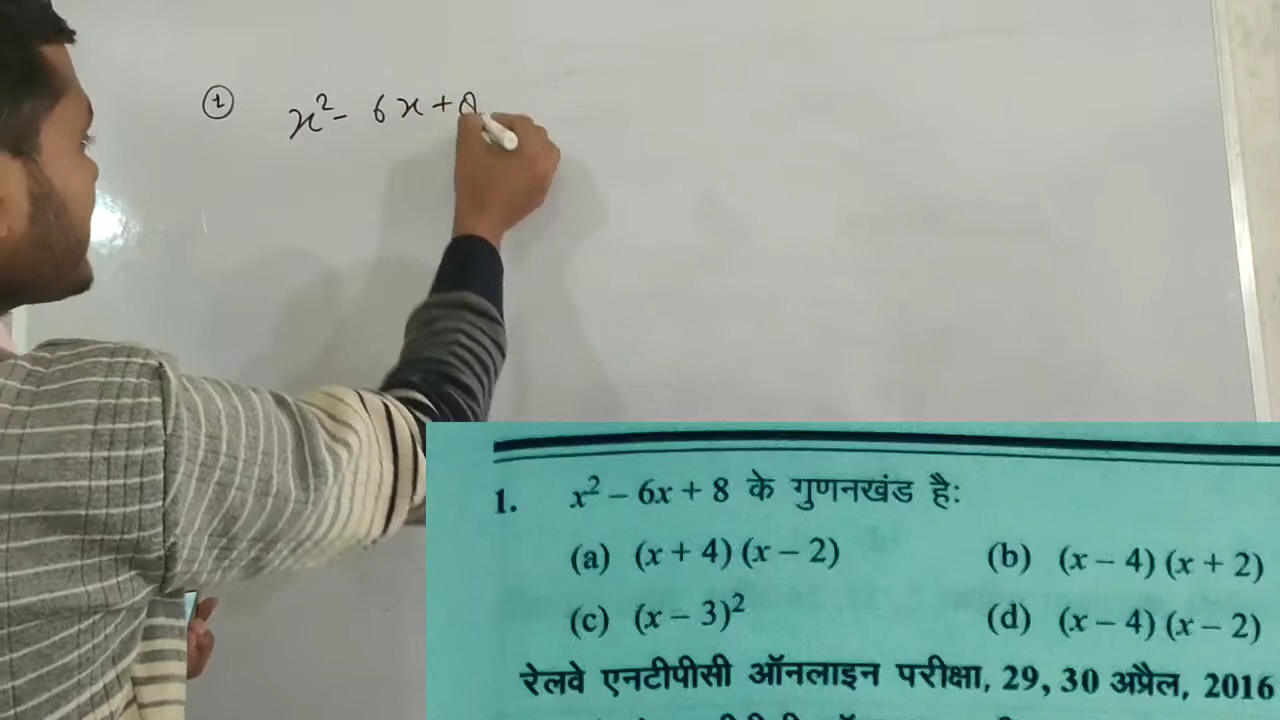 ① x² - 6x + 8
1. x² – 6x + 8 के गुणनखंड है:
(a) (x + 4) (x – 2) (b) (x – 4) (x + 2)
(c) (x – 3)² (d) (x – 4) (x – 2)
रेलवे एनटीपीसी ऑनलाइन परीक्षा, 29, 30 अप्रैल, 2016